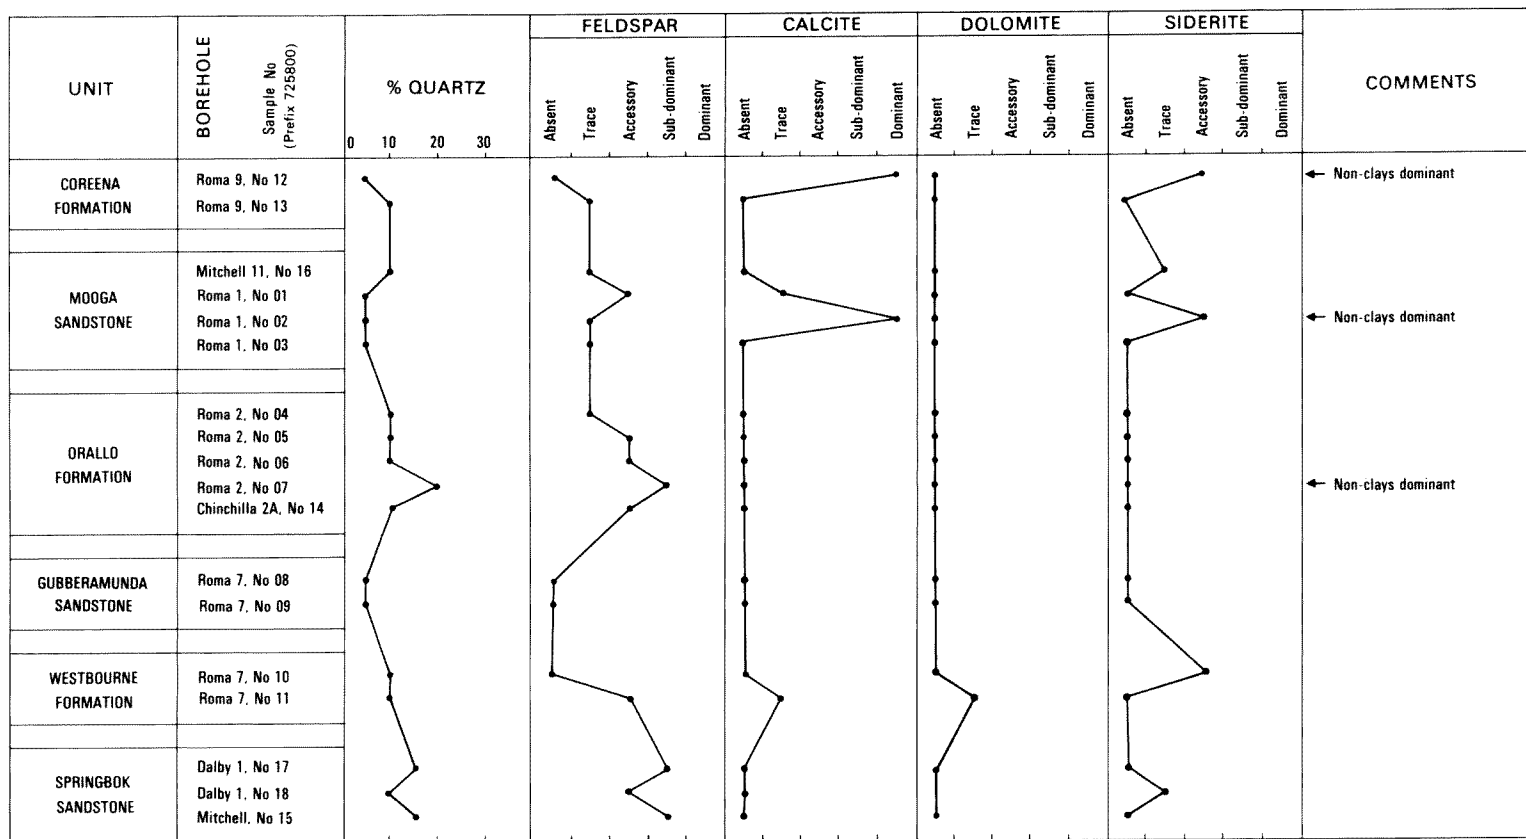 UNIT
BOREHOLE
Sample No
(Prefix 725800)
% QUARTZ
0 10 20 30
FELDSPAR
Absent
Trace
Accessory
Sub-dominant
Dominant
CALCITE
Absent
Trace
Accessory
Sub-dominant
Dominant
DOLOMITE
Absent
Trace
Accessory
Sub-dominant
Dominant
SIDERITE
Absent
Trace
Accessory
Sub-dominant
Dominant
COMMENTS
COREENA
FORMATION
Roma 9, No 12
Roma 9, No 13
Non-clays dominant
MOOGA
SANDSTONE
Mitchell 11, No 16
Roma 1, No 01
Roma 1, No 02
Roma 1, No 03
Non-clays dominant
ORALLO
FORMATION
Roma 2, No 04
Roma 2, No 05
Roma 2, No 06
Roma 2, No 07
Chinchilla 2A, No 14
Non-clays dominant
GUBBERAMUNDA
SANDSTONE
Roma 7, No 08
Roma 7, No 09
WESTBOURNE
FORMATION
Roma 7, No 10
Roma 7, No 11
SPRINGBOK
SANDSTONE
Dalby 1, No 17
Dalby 1, No 18
Mitchell, No 15